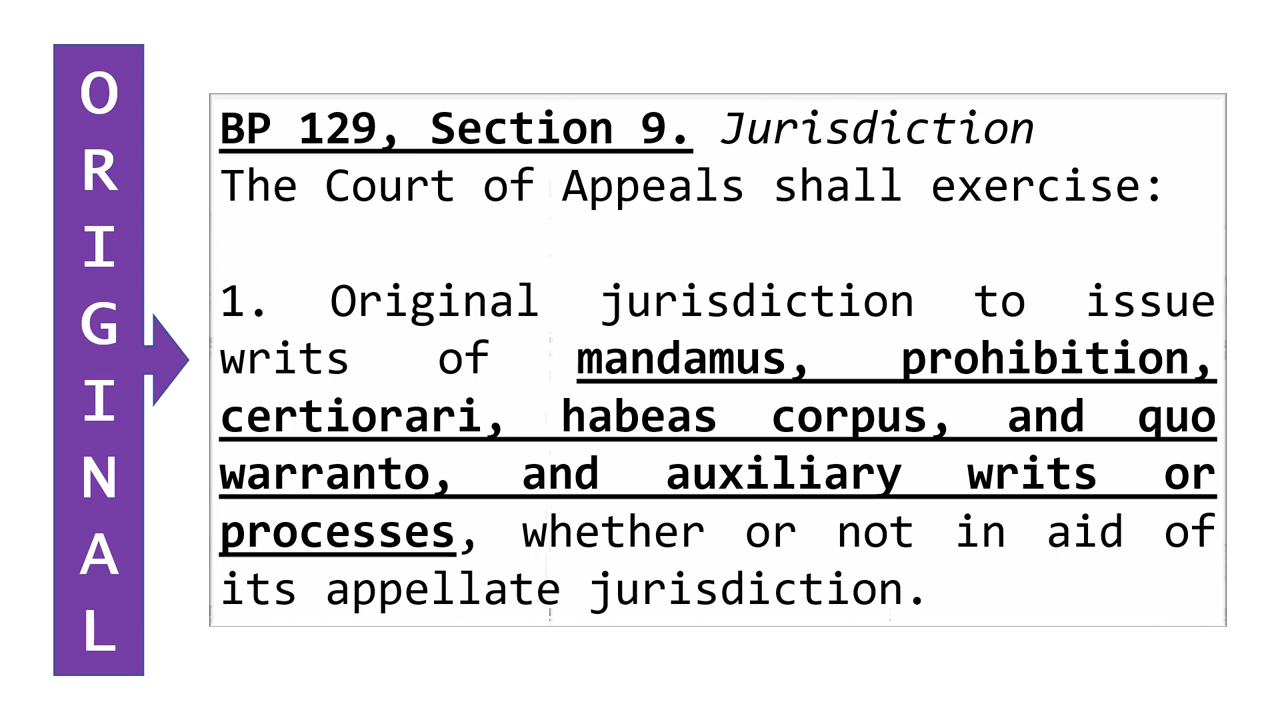 ORIGINAL
BP 129, Section 9. Jurisdiction
The Court of Appeals shall exercise:
1. Original jurisdiction to issue
writs of mandamus, prohibition,
certiorari, habeas corpus, and quo
warranto, and auxiliary writs or
processes, whether or not in aid of
its appellate jurisdiction.